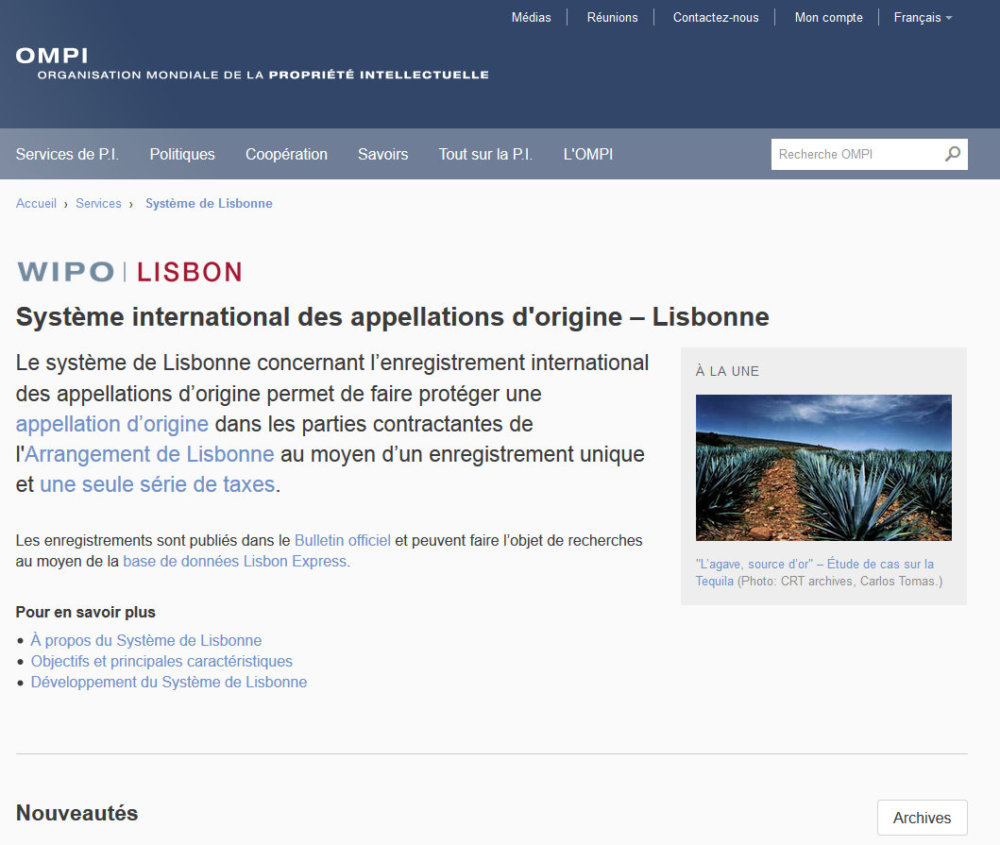 Médias
Réunions
Contactez-nous
Mon compte
Français
OMPI
ORGANISATION MONDIALE DE LA PROPRIÉTÉ INTELLECTUELLE
Services de P.I.
Politiques
Coopération
Savoirs
Tout sur la P.I.
L'OMPI
Recherche OMPI
Accueil › Services › Système de Lisbonne
WIPO | LISBON
Système international des appellations d'origine – Lisbonne
Le système de Lisbonne concernant l’enregistrement international
des appellations d’origine permet de faire protéger une
appellation d’origine dans les parties contractantes de
l'Arrangement de Lisbonne au moyen d’un enregistrement unique
et une seule série de taxes.
Les enregistrements sont publiés dans le Bulletin officiel et peuvent faire l’objet de recherches
au moyen de la base de données Lisbon Express.
Pour en savoir plus
• À propos du Système de Lisbonne
• Objectifs et principales caractéristiques
• Développement du Système de Lisbonne
À LA UNE
"L’agave, source d’or" – Étude de cas sur la
Tequila (Photo: CRT archives, Carlos Tomas.)
Nouveautés
Archives